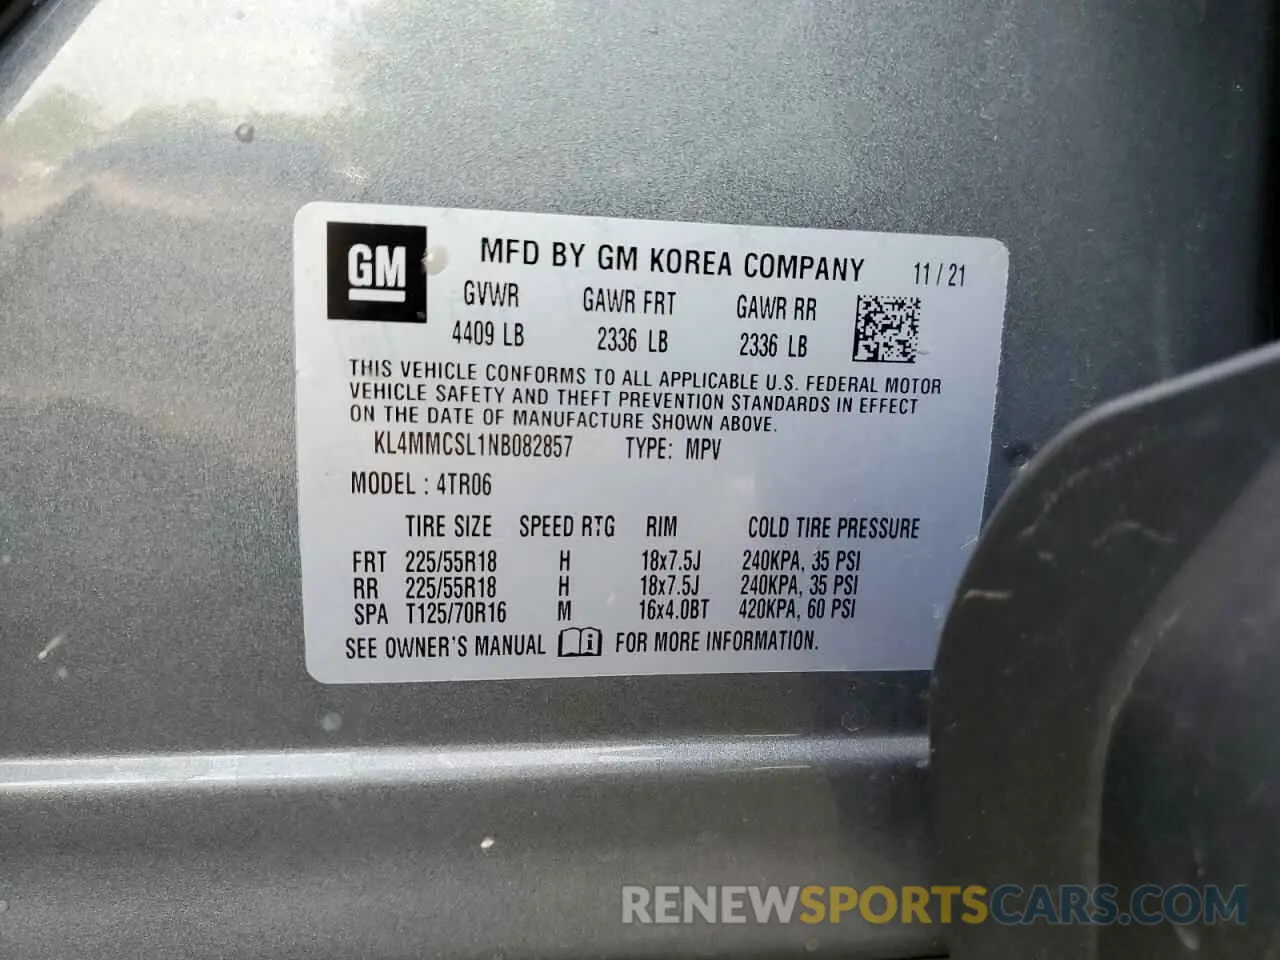 GM
MFD BY GM KOREA COMPANY 11 / 21
GVWR GAWR FRT GAWR RR
4409 LB 2336 LB 2336 LB
THIS VEHICLE CONFORMS TO ALL APPLICABLE U.S. FEDERAL MOTOR
VEHICLE SAFETY AND THEFT PREVENTION STANDARDS IN EFFECT
ON THE DATE OF MANUFACTURE SHOWN ABOVE.
KL4MMCSL1NB082857 TYPE: MPV
MODEL : 4TR06
TIRE SIZE SPEED RTG RIM COLD TIRE PRESSURE
FRT 225/55R18 H 18x7.5J 240KPA, 35 PSI
RR 225/55R18 H 18x7.5J 240KPA, 35 PSI
SPA T125/70R16 M 16x4.0BT 420KPA, 60 PSI
SEE OWNER'S MANUAL i FOR MORE INFORMATION.
RENEWSPORTSCARS.COM